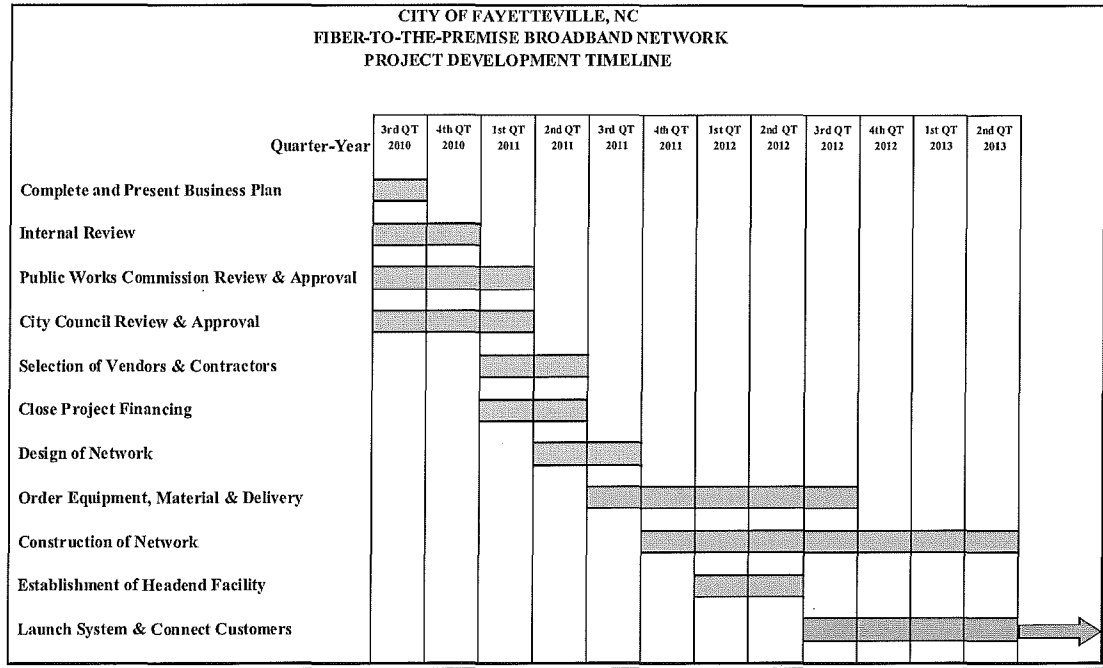 CITY OF FAYETTEVILLE, NC
FIBER-TO-THE-PREMISE BROADBAND NETWORK
PROJECT DEVELOPMENT TIMELINE
Quarter-Year
3rd QT 2010
4th QT 2010
1st QT 2011
2nd QT 2011
3rd QT 2011
4th QT 2011
1st QT 2012
2nd QT 2012
3rd QT 2012
4th QT 2012
1st QT 2013
2nd QT 2013
Complete and Present Business Plan
Internal Review
Public Works Commission Review & Approval
City Council Review & Approval
Selection of Vendors & Contractors
Close Project Financing
Design of Network
Order Equipment, Material & Delivery
Construction of Network
Establishment of Headend Facility
Launch System & Connect Customers